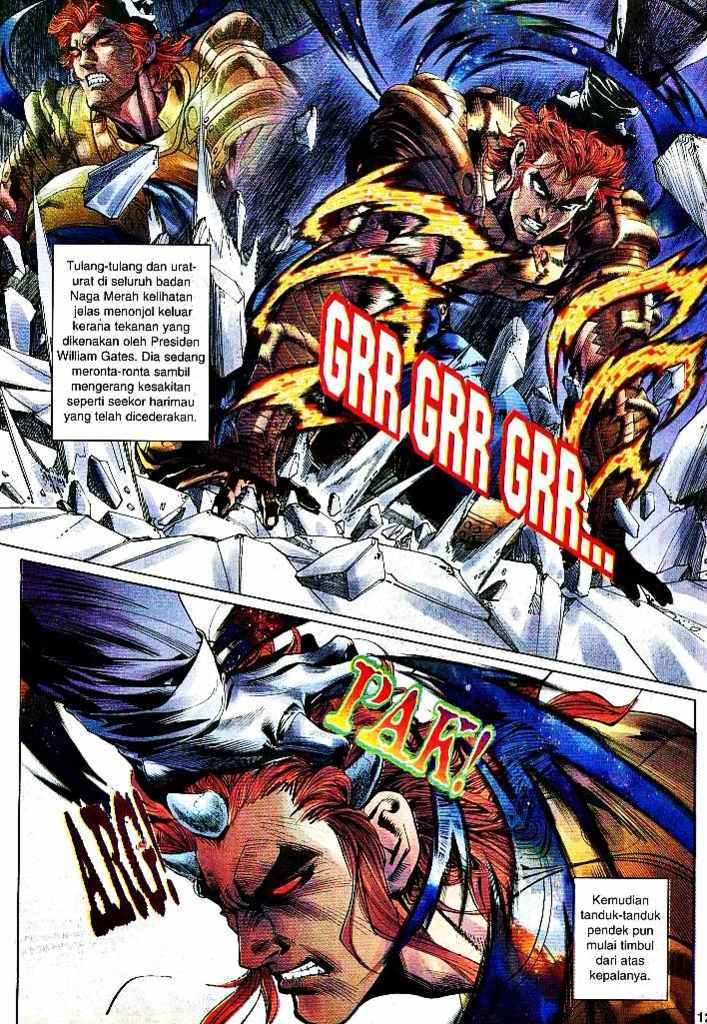 Tulang-tulang dan urat-
urat di seluruh badan
Naga Merah kelihatan
jelas menonjol keluar
kerana tekanan yang
dikenakan oleh Presiden
William Gates. Dia sedang
meronta-ronta sambil
mengerang kesakitan
seperti seekor harimau
yang telah dicederakan.
GRR GRR GRR...
PAK!
ARG!
Kemudian
tanduk-tanduk
pendek pun
mulai timbul
dari atas
kepalanya.